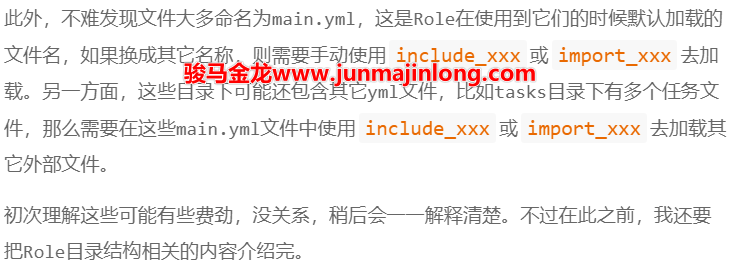 此外，不难发现文件大多命名为main.yml，这是Role在使用到它们的时候默认加载的
文件名，如果换成其它名称，则需要手动使用 include_xxx 或 import_xxx 去加
骏马金龙www.junmajinlong.com
载。另一方面，这些目录下可能还包含其它yml文件，比如tasks目录下有多个任务文
件，那么需要在这些main.yml文件中使用 include_xxx 或 import_xxx 去加载其
它外部文件。
初次理解这些可能有些费劲，没关系，稍后会一一解释清楚。不过在此之前，我还要
把Role目录结构相关的内容介绍完。